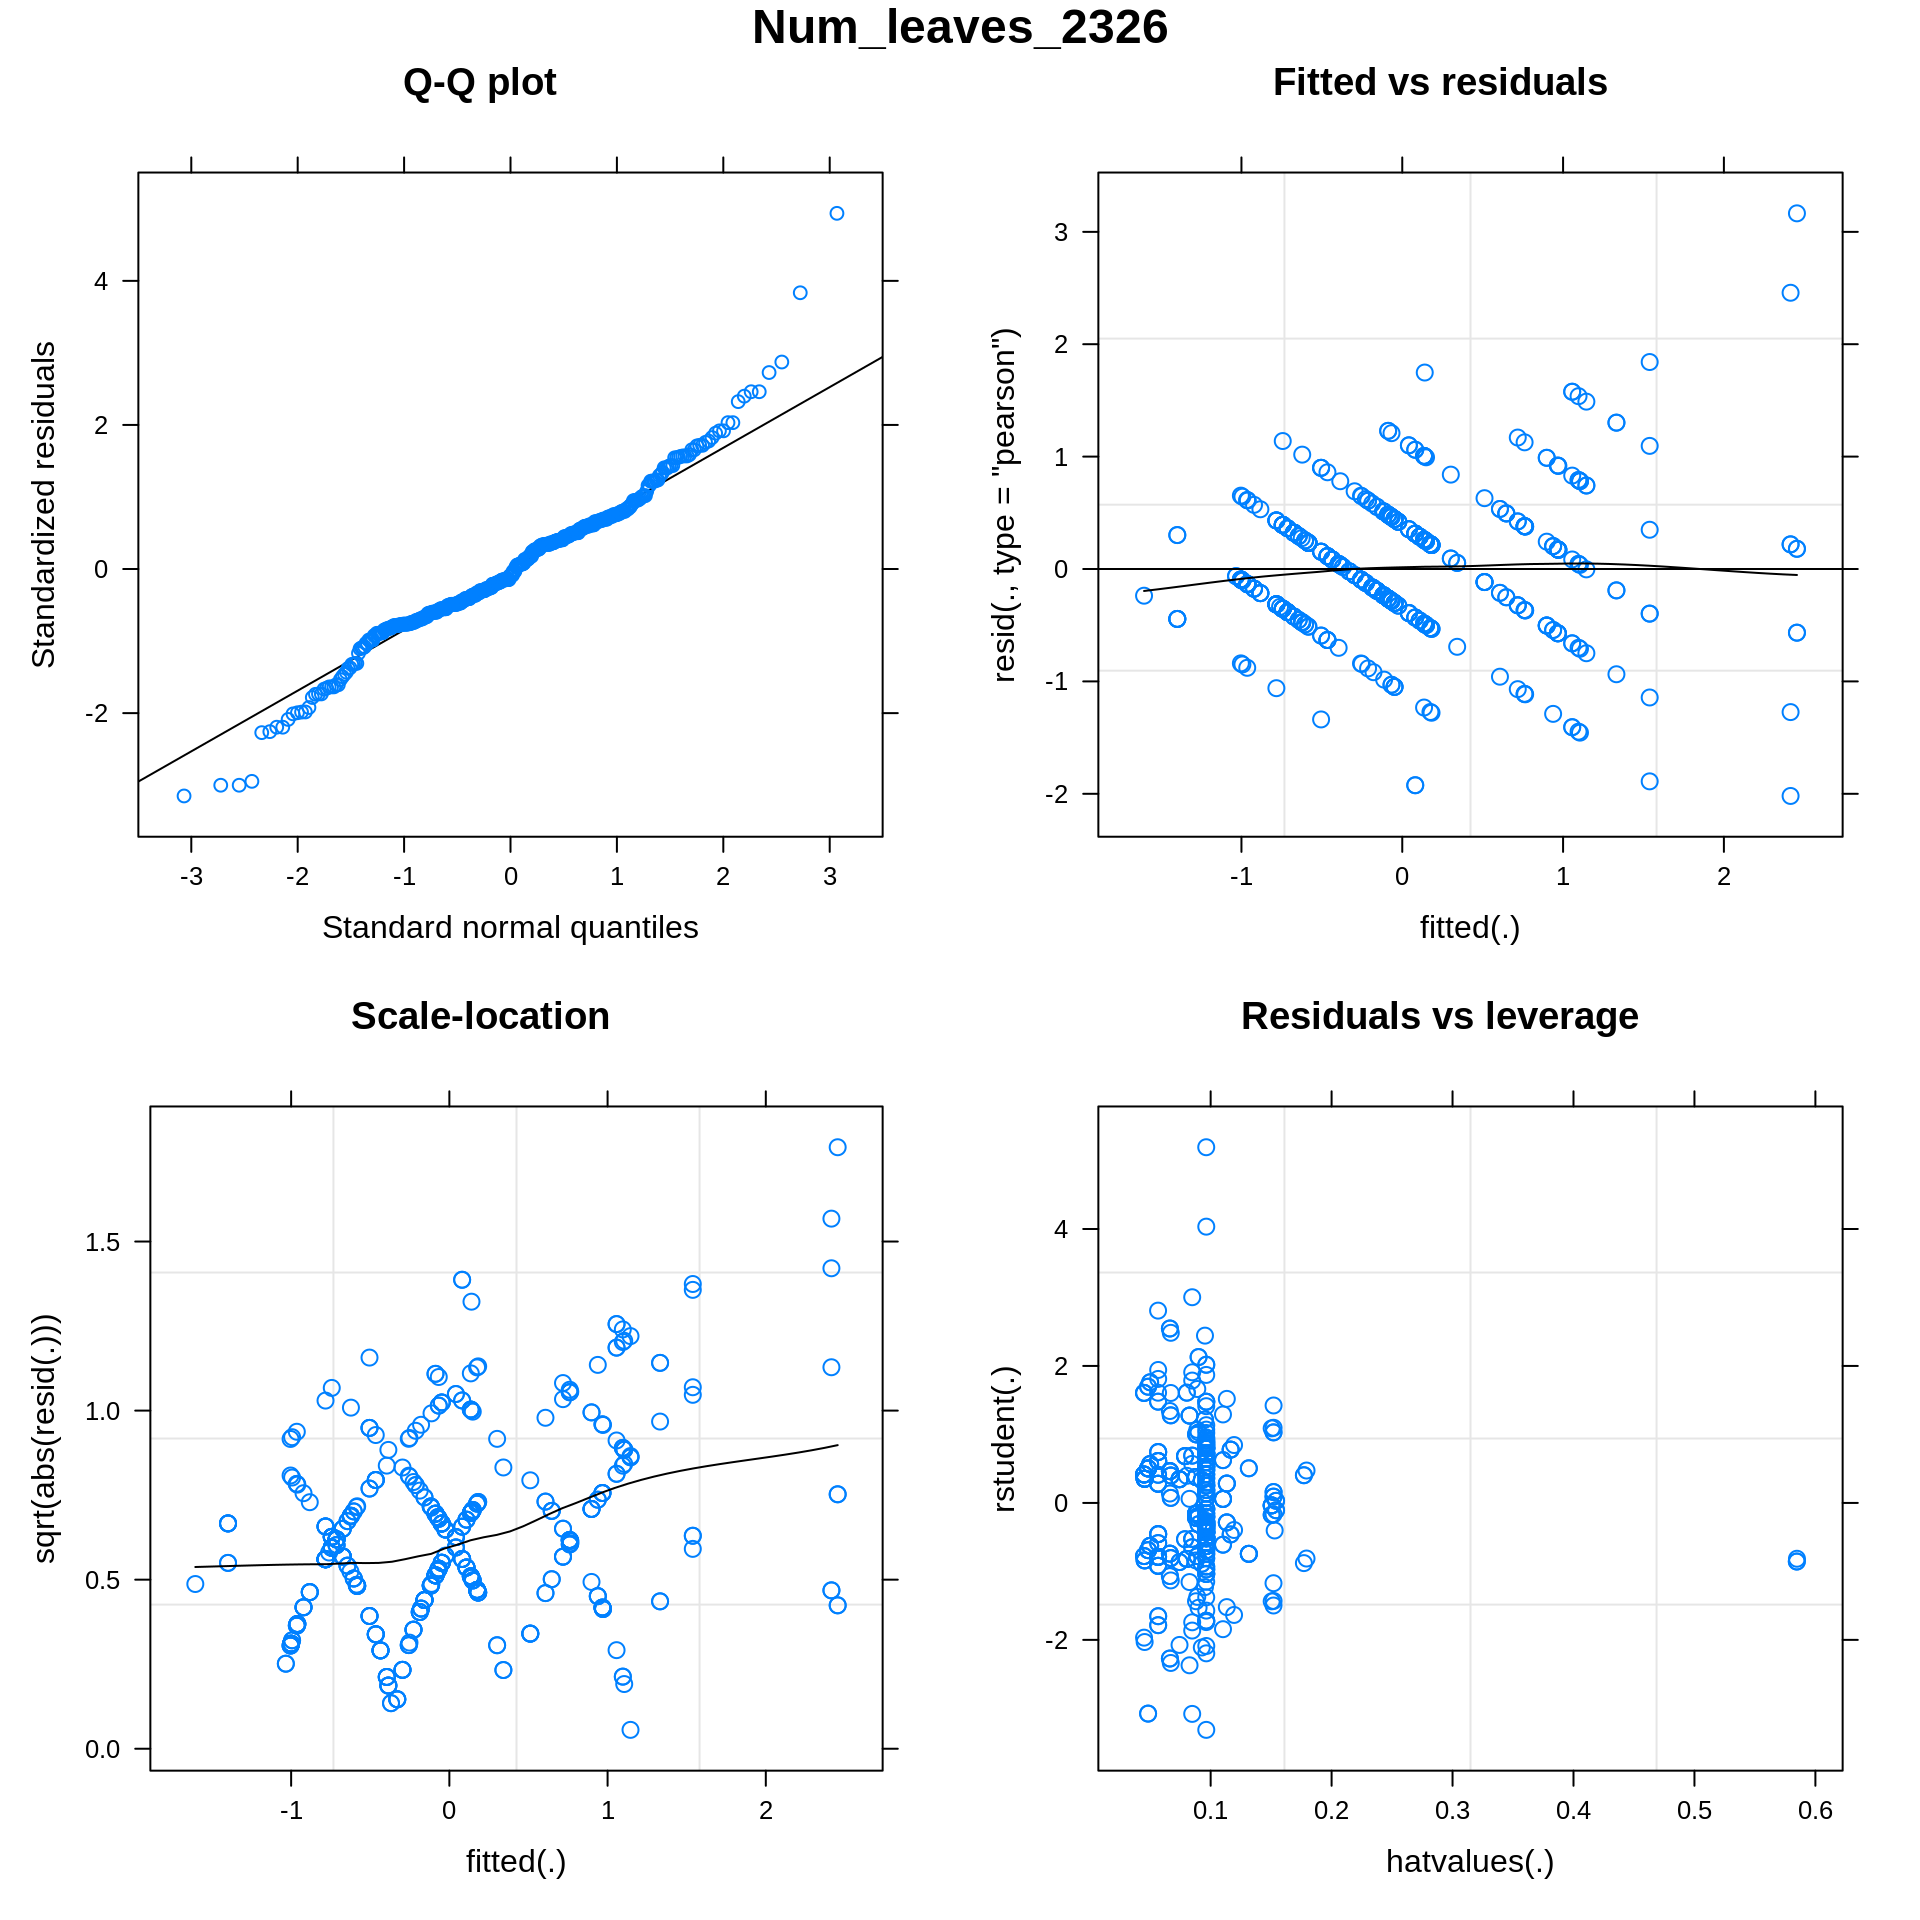 Num_leaves_2326
Q-Q plot
Standardized residuals
4
2
0
-2
-3 -2 -1 0 1 2 3
Standard normal quantiles
Fitted vs residuals
resid(., type = "pearson")
3
2
1
0
-1
-2
-1 0 1 2
fitted(.)
Scale-location
sqrt(abs(resid(.))))
1.5
1.0
0.5
0.0
-1 0 1 2
fitted(.)
Residuals vs leverage
rstudent(.)
4
2
0
-2
0.1 0.2 0.3 0.4 0.5 0.6
hatvalues(.)